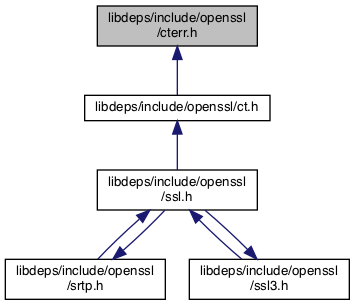 libdeps/include/openssl
/cterr.h
libdeps/include/openssl/ct.h
libdeps/include/openssl
/ssl.h
libdeps/include/openssl
/srtp.h
libdeps/include/openssl
/ssl3.h